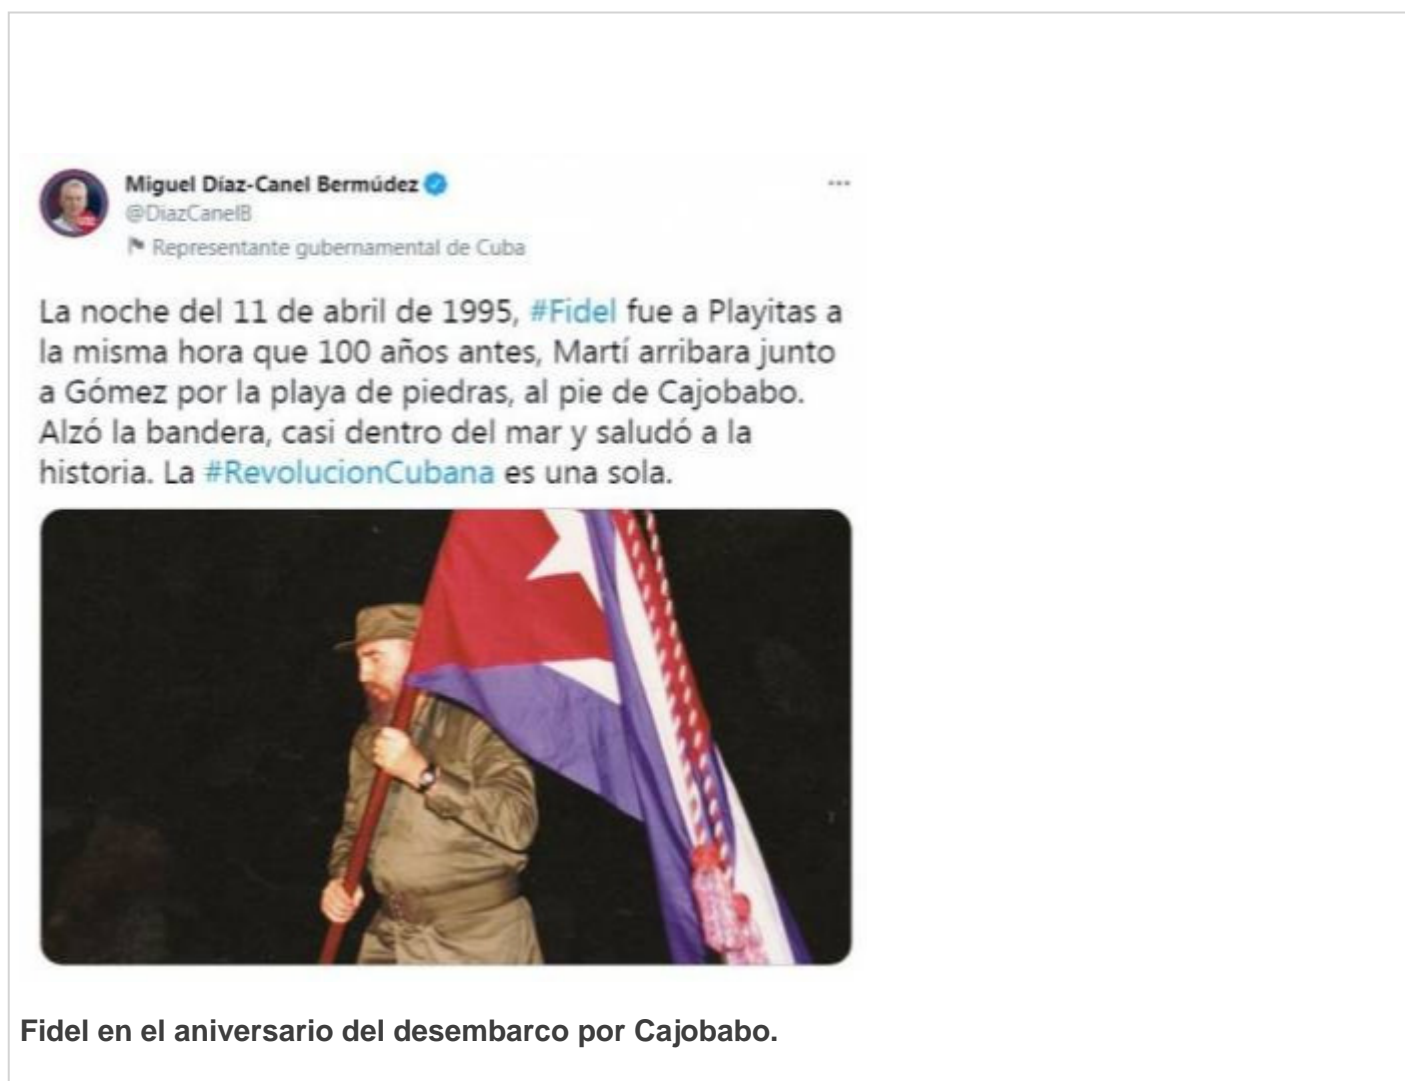 Miguel Díaz-Canel Bermúdez
@DiazCanelB
Representante gubernamental de Cuba
La noche del 11 de abril de 1995, #Fidel fue a Playitas a
la misma hora que 100 años antes, Martí arribara junto
a Gómez por la playa de piedras, al pie de Cajobabo.
Alzó la bandera, casi dentro del mar y saludó a la
historia. La #RevolucionCubana es una sola.
Fidel en el aniversario del desembarco por Cajobabo.